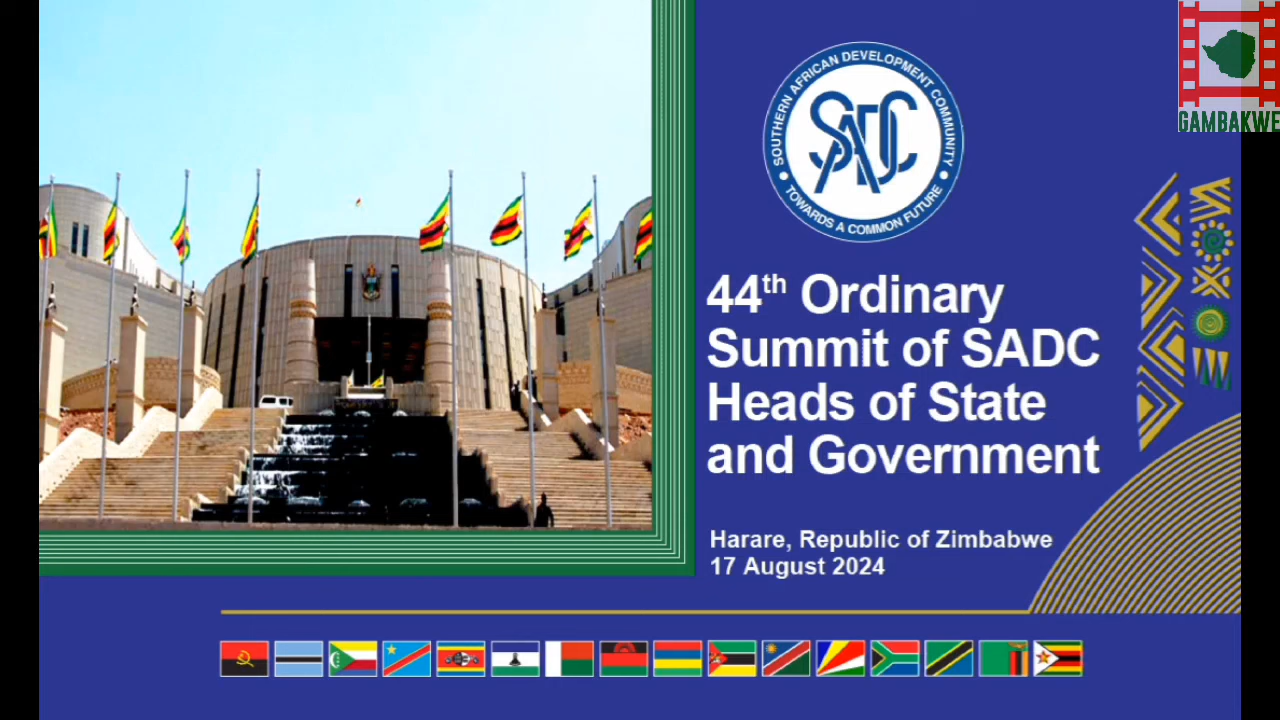 GAMBAKWE
SOUTHERN AFRICAN DEVELOPMENT COMMUNITY
SADC
TOWARDS A COMMON FUTURE
44th Ordinary
Summit of SADC
Heads of State
and Government
Harare, Republic of Zimbabwe
17 August 2024